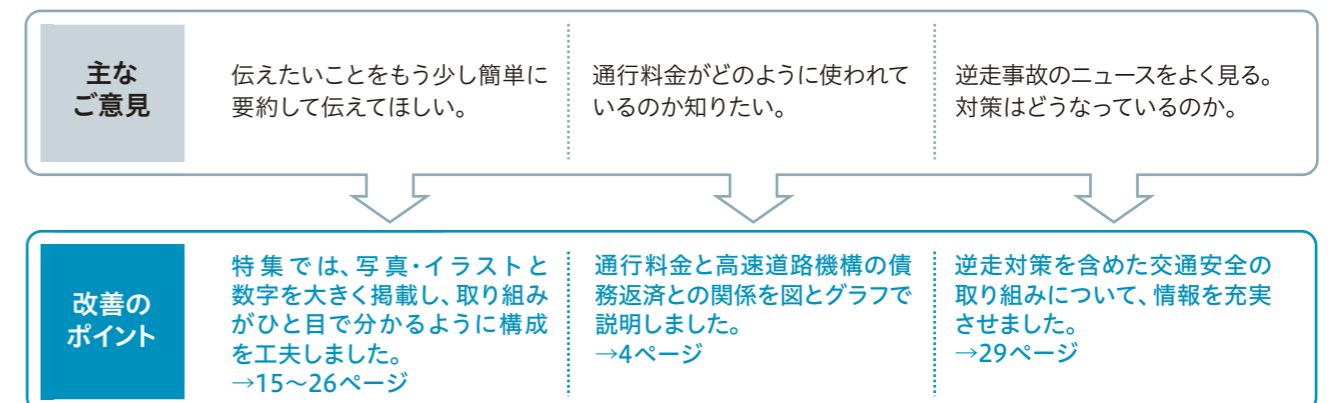 主な
ご意見
伝えたいことをもう少し簡単に
要約して伝えてほしい。
通行料金がどのように使われて
いるのか知りたい。
逆走事故のニュースをよく見る。
対策はどうなっているのか。
改善の
ポイント
特集では、写真・イラストと
数字を大きく掲載し、取り組み
がひと目で分かるように構成
を工夫しました。
→15〜26ページ
通行料金と高速道路機構の債
務返済との関係を図とグラフで
説明しました。
→4ページ
逆走対策を含めた交通安全の
取り組みについて、情報を充実
させました。
→29ページ